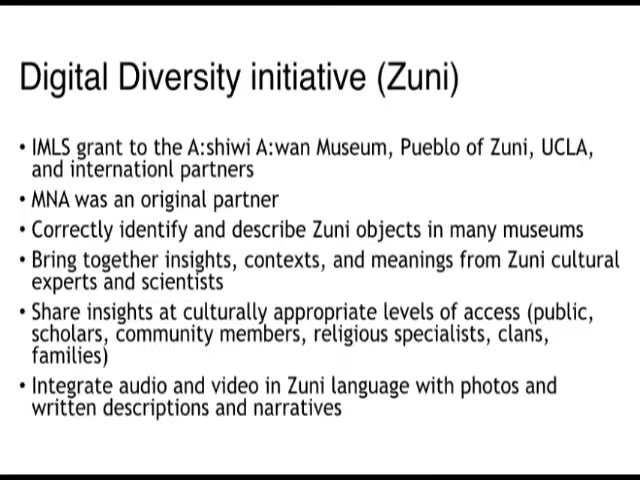 Digital Diversity initiative (Zuni)
• IMLS grant to the A:shiwi A:wan Museum, Pueblo of Zuni, UCLA,
and internationl partners
• MNA was an original partner
• Correctly identify and describe Zuni objects in many museums
• Bring together insights, contexts, and meanings from Zuni cultural
experts and scientists
• Share insights at culturally appropriate levels of access (public,
scholars, community members, religious specialists, clans,
families)
• Integrate audio and video in Zuni language with photos and
written descriptions and narratives